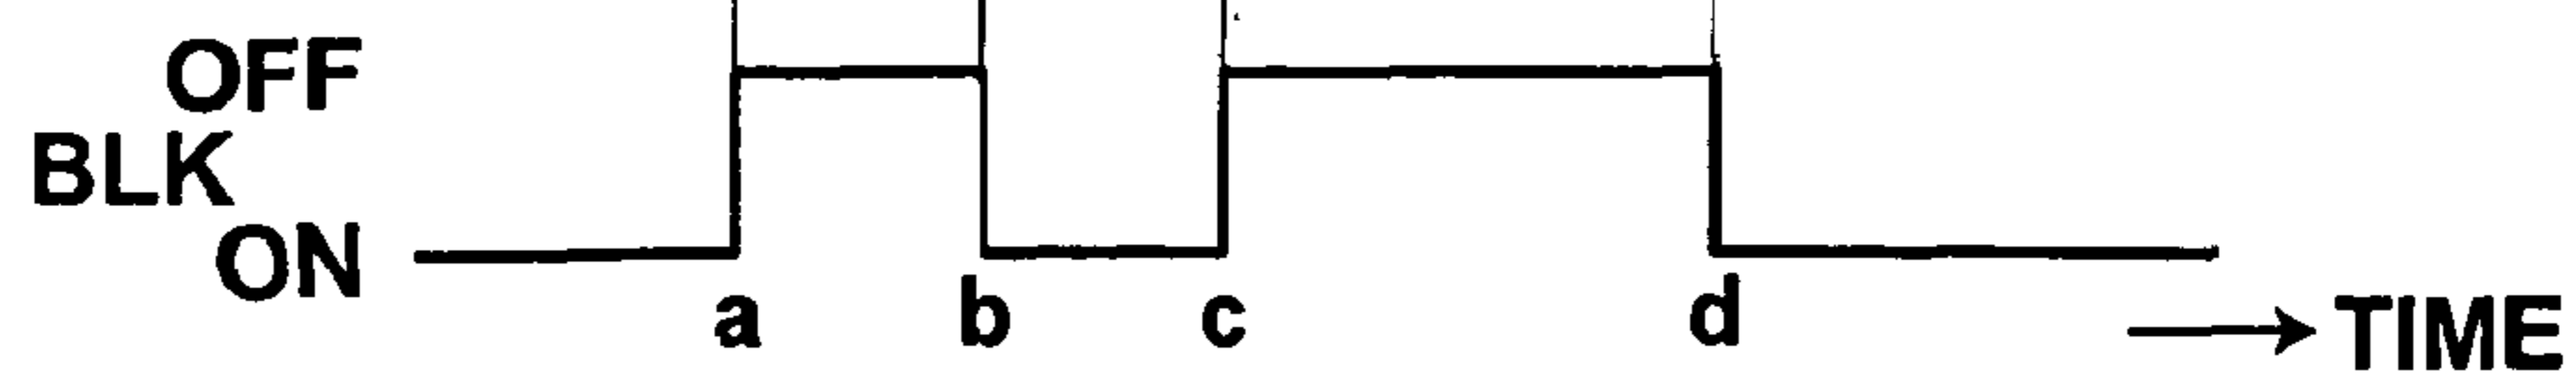 OFF
BLK
ON
a b c d
TIME